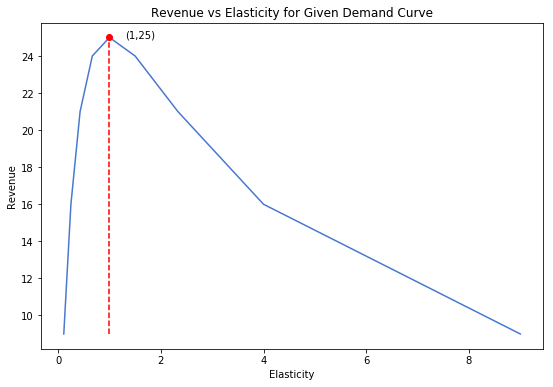 Revenue vs Elasticity for Given Demand Curve
(1,25)
24
22
20
18
16
14
12
10
Revenue
0 2 4 6 8
Elasticity